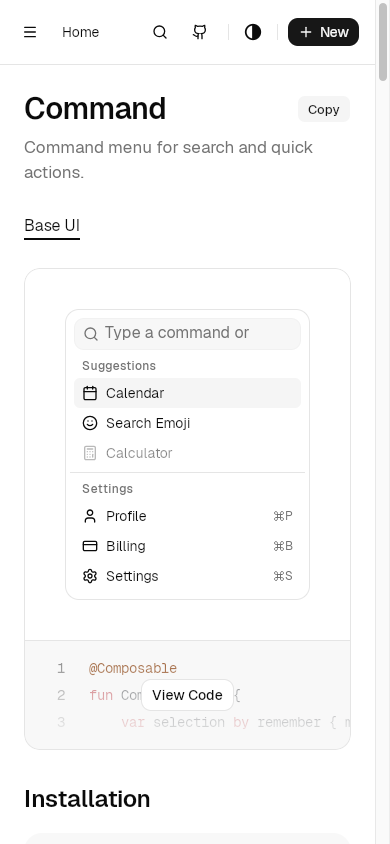 Home
New
Command
Copy
Command menu for search and quick
actions.
Base UI
Type a command or
Suggestions
Calendar
Search Emoji
Calculator
Settings
Profile ⌘P
Billing ⌘B
Settings ⌘S
1 @Composable
2 fun Com {
View Code
3 var selection by remember { m
Installation